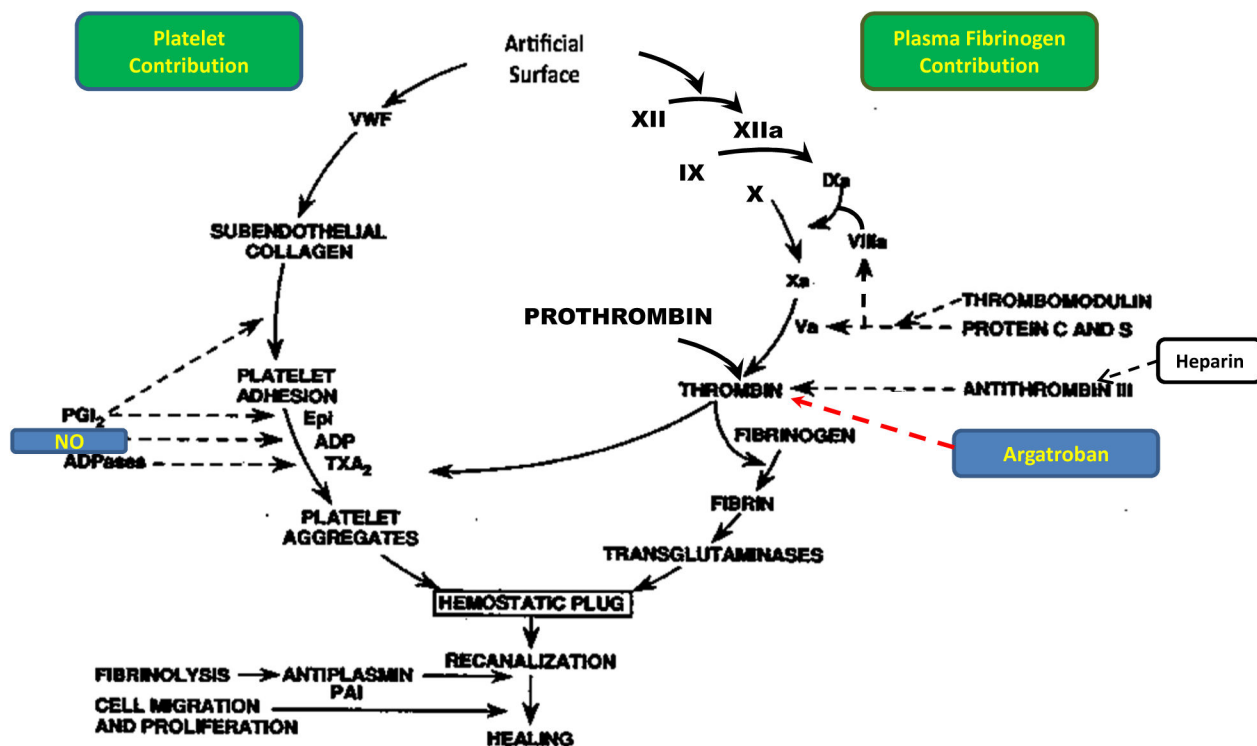 Platelet
Contribution
Artificial
Surface
Plasma Fibrinogen
Contribution
VWF
XII
XIIa
IX
IXa
X
VIIIa
SUBENDOTHELIAL
COLLAGEN
Xa
THROMBOMODULIN
PROTHROMBIN
Va
PROTEIN C AND S
Heparin
PLATELET
ADHESION
THROMBIN
ANTITHROMBIN III
PGI2
Epi
NO
ADP
FIBRINOGEN
Argatroban
ADPases
TXA2
FIBRIN
PLATELET
AGGREGATES
TRANSGLUTAMINASES
HEMOSTATIC PLUG
RECANALIZATION
FIBRINOLYSIS
ANTIPLASMIN
PAI
CELL MIGRATION
AND PROLIFERATION
HEALING